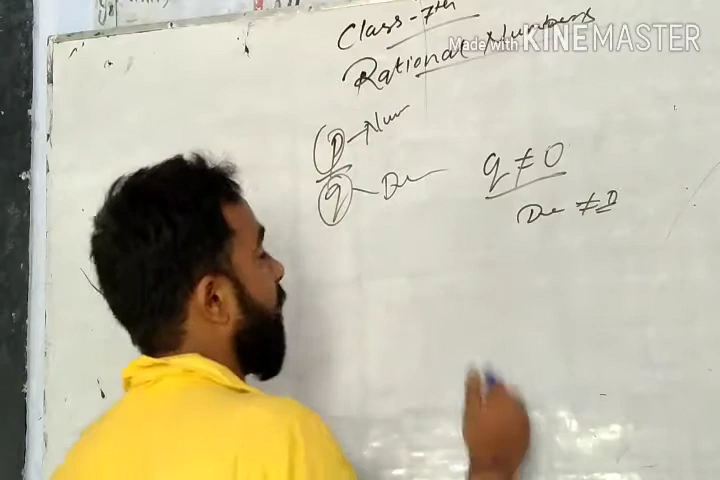 Class-7th
Made with KINEMASTER
Rational Numbers
P - Num
q - De
q ≠ 0
De ≠ 0